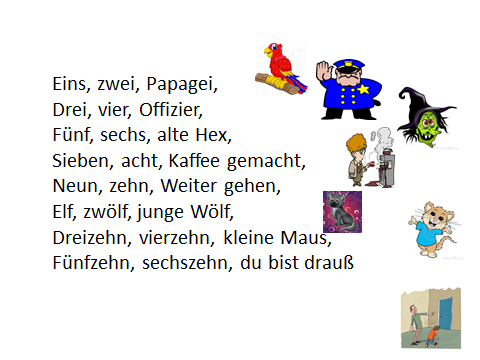 Eins, zwei, Papagei,
Drei, vier, Offizier,
Fünf, sechs, alte Hex,
Sieben, acht, Kaffee gemacht,
Neun, zehn, Weiter gehen,
Elf, zwölf, junge Wölf,
Dreizehn, vierzehn, kleine Maus,
Fünfzehn, sechszehn, du bist drauß